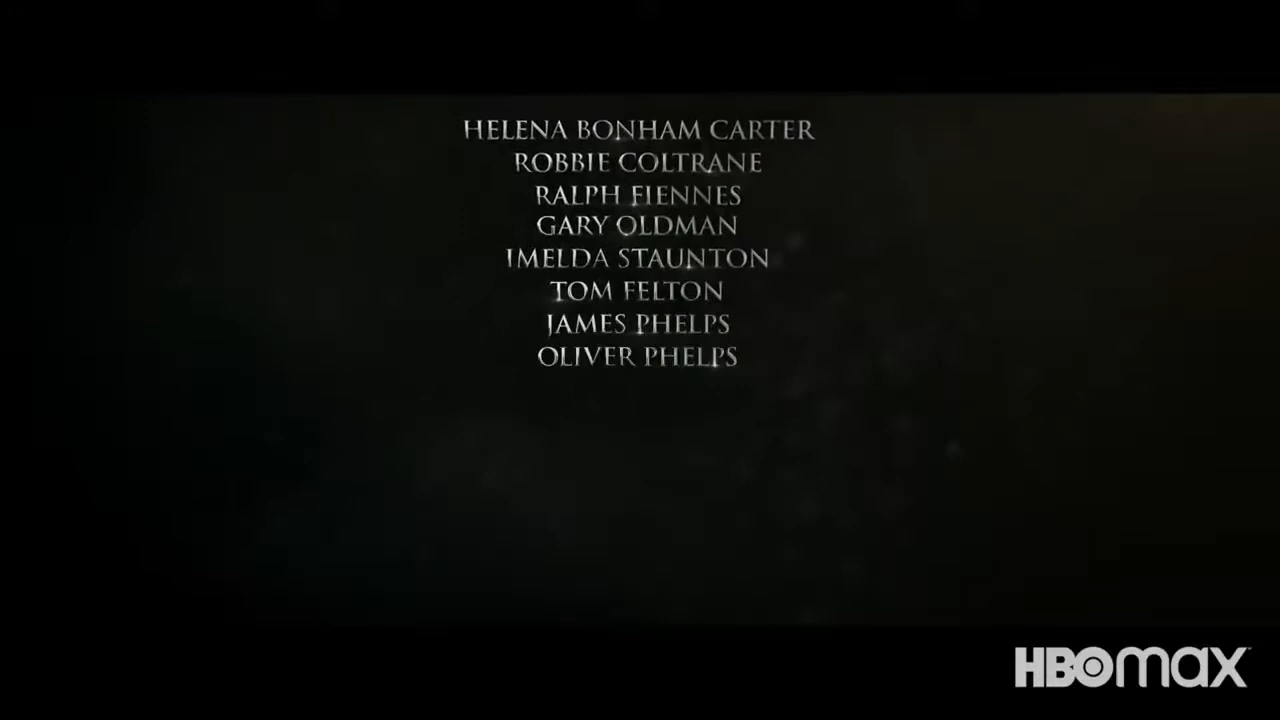 HELENA BONHAM CARTER
ROBBIE COLTRANE
RALPH FIENNES
GARY OLDMAN
IMELDA STAUNTON
TOM FELTON
JAMES PHELPS
OLIVER PHELPS
HBOMAX